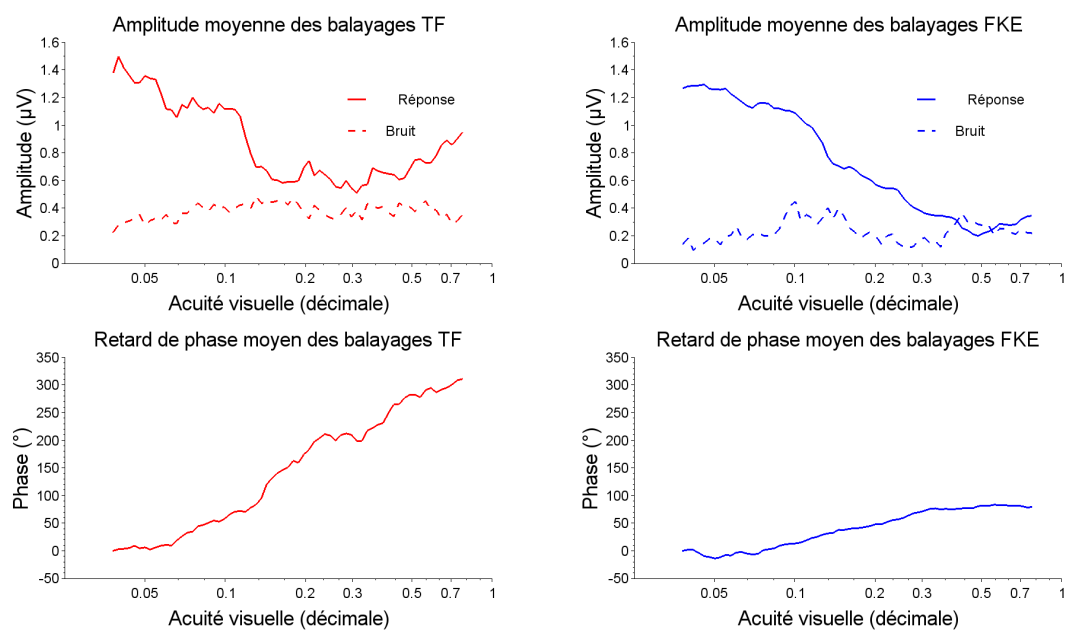 Amplitude moyenne des balayages TF
1.6
1.4
1.2
1
0.8
0.6
0.4
0.2
0
Amplitude (µV)
Réponse
Bruit
0.05 0.1 0.2 0.3 0.5 0.7 1
Acuité visuelle (décimale)
Amplitude moyenne des balayages FKE
1.6
1.4
1.2
1
0.8
0.6
0.4
0.2
0
Amplitude (µV)
Réponse
Bruit
0.05 0.1 0.2 0.3 0.5 0.7 1
Acuité visuelle (décimale)
Retard de phase moyen des balayages TF
350
300
250
200
150
100
50
0
-50
Phase (°)
0.05 0.1 0.2 0.3 0.5 0.7 1
Acuité visuelle (décimale)
Retard de phase moyen des balayages FKE
350
300
250
200
150
100
50
0
-50
Phase (°)
0.05 0.1 0.2 0.3 0.5 0.7 1
Acuité visuelle (décimale)